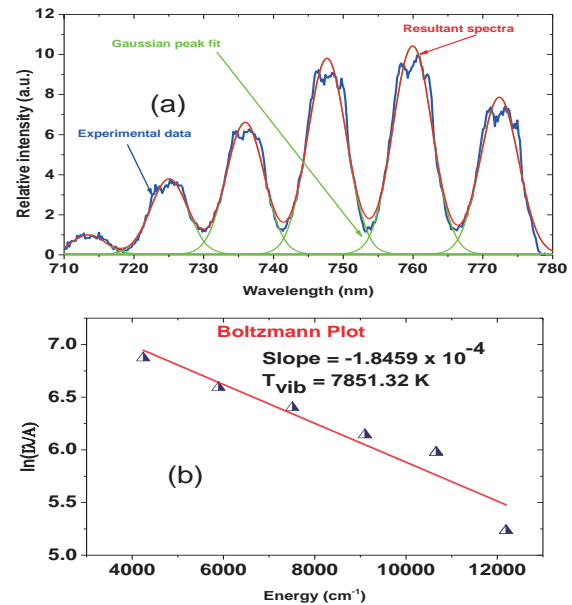 12
10
8
6
4
2
0
Relative intensity (a.u.)
Gaussian peak fit
Resultant spectra
(a)
Experimental data
710 720 730 740 750 760 770 780
Wavelength (nm)
Boltzmann Plot
Slope = -1.8459 x 10⁻⁴
T_vib = 7851.32 K
7.0
6.5
6.0
5.5
5.0
ln(Iλ/A)
(b)
4000 6000 8000 10000 12000
Energy (cm⁻¹)